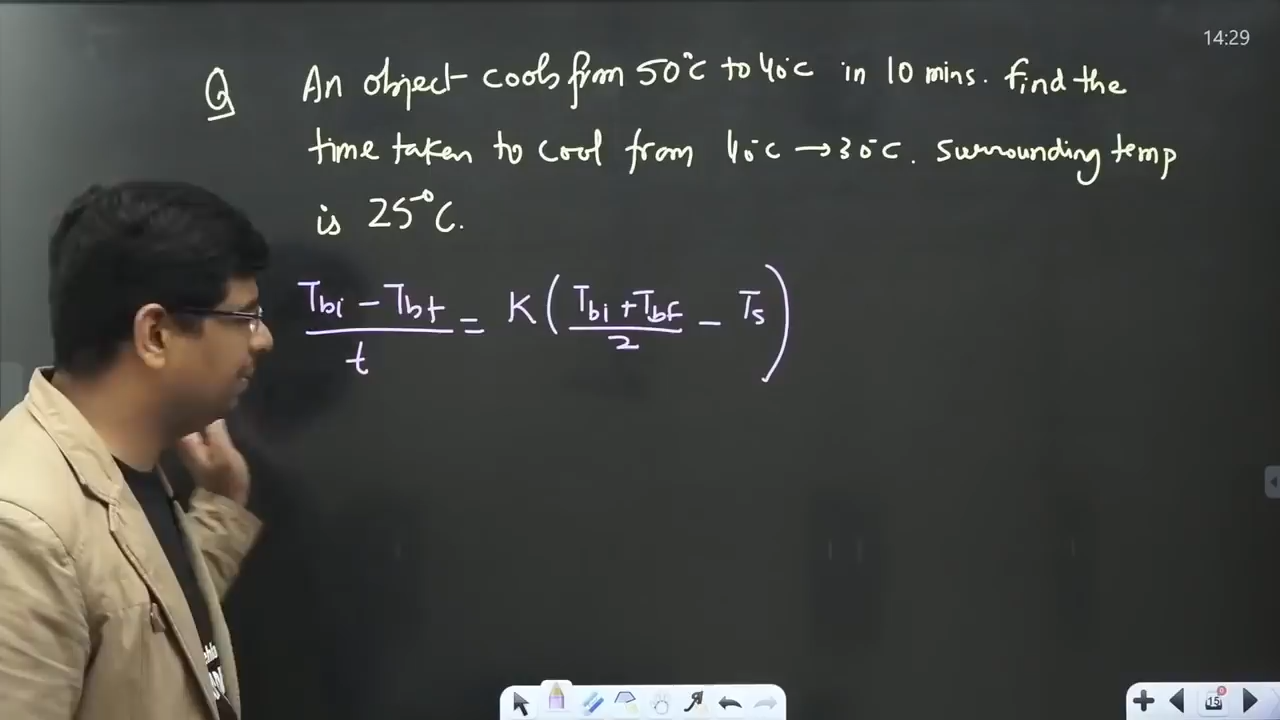 14:29
Q An object cools from 50°C to 40°C in 10 mins. Find the
time taken to cool from 40°C → 30°C. Surrounding temp
is 25°C.
(Tbi - Tbf)/t = K((Tbi + Tbf)/2 - Ts)
15